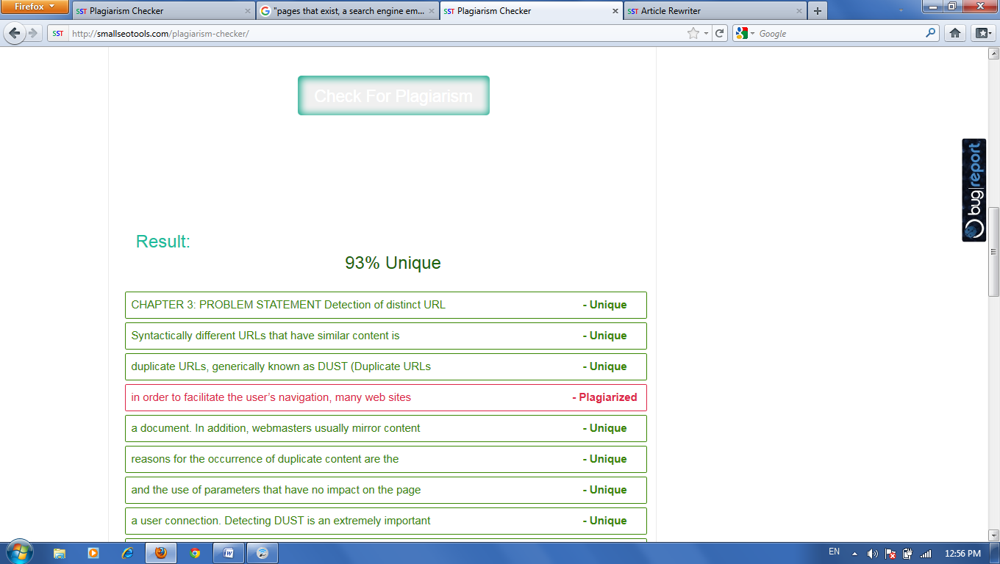 Firefox
SST Plagiarism Checker
"pages that exist, a search engine em...
SST Plagiarism Checker
SST Article Rewriter
SST http://smallseotools.com/plagiarism-checker/
Google
Check For Plagiarism
bug|report
Result:
93% Unique
CHAPTER 3: PROBLEM STATEMENT Detection of distinct URL - Unique
Syntactically different URLs that have similar content is - Unique
duplicate URLs, generically known as DUST (Duplicate URLs - Unique
in order to facilitate the user’s navigation, many web sites - Plagiarized
a document. In addition, webmasters usually mirror content - Unique
reasons for the occurrence of duplicate content are the - Unique
and the use of parameters that have no impact on the page - Unique
a user connection. Detecting DUST is an extremely important - Unique
EN
12:56 PM